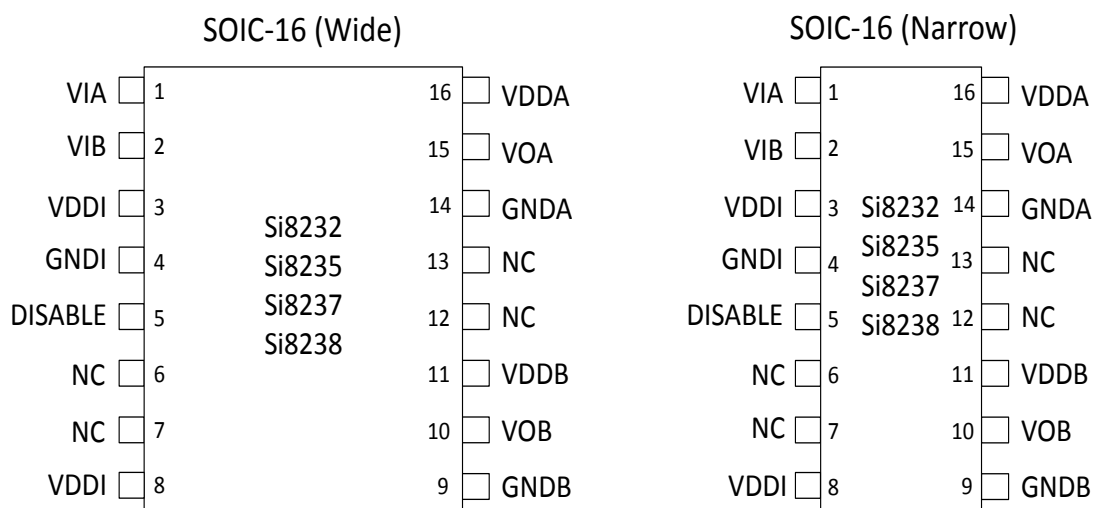 SOIC-16 (Wide)
VIA 1 16 VDDA
VIB 2 15 VOA
VDDI 3 14 GNDA
GNDI 4 13 NC
DISABLE 5 12 NC
NC 6 11 VDDB
NC 7 10 VOB
VDDI 8 9 GNDB
Si8232
Si8235
Si8237
Si8238
SOIC-16 (Narrow)
VIA 1 16 VDDA
VIB 2 15 VOA
VDDI 3 14 GNDA
GNDI 4 13 NC
DISABLE 5 12 NC
NC 6 11 VDDB
NC 7 10 VOB
VDDI 8 9 GNDB
Si8232
Si8235
Si8237
Si8238